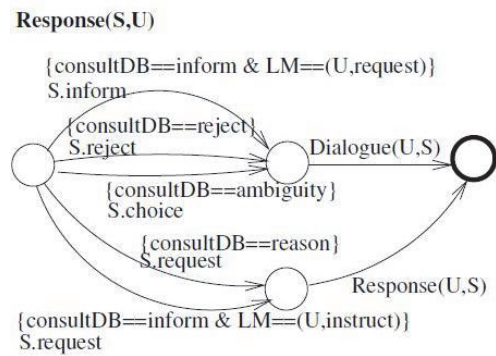 Response(S,U)
{consultDB==inform & LM==(U,request)}
S.inform
{consultDB==reject}
S.reject
Dialogue(U,S)
{consultDB==ambiguity}
S.choice
{consultDB==reason}
S.request
Response(U,S)
{consultDB==inform & LM==(U,instruct)}
S.request